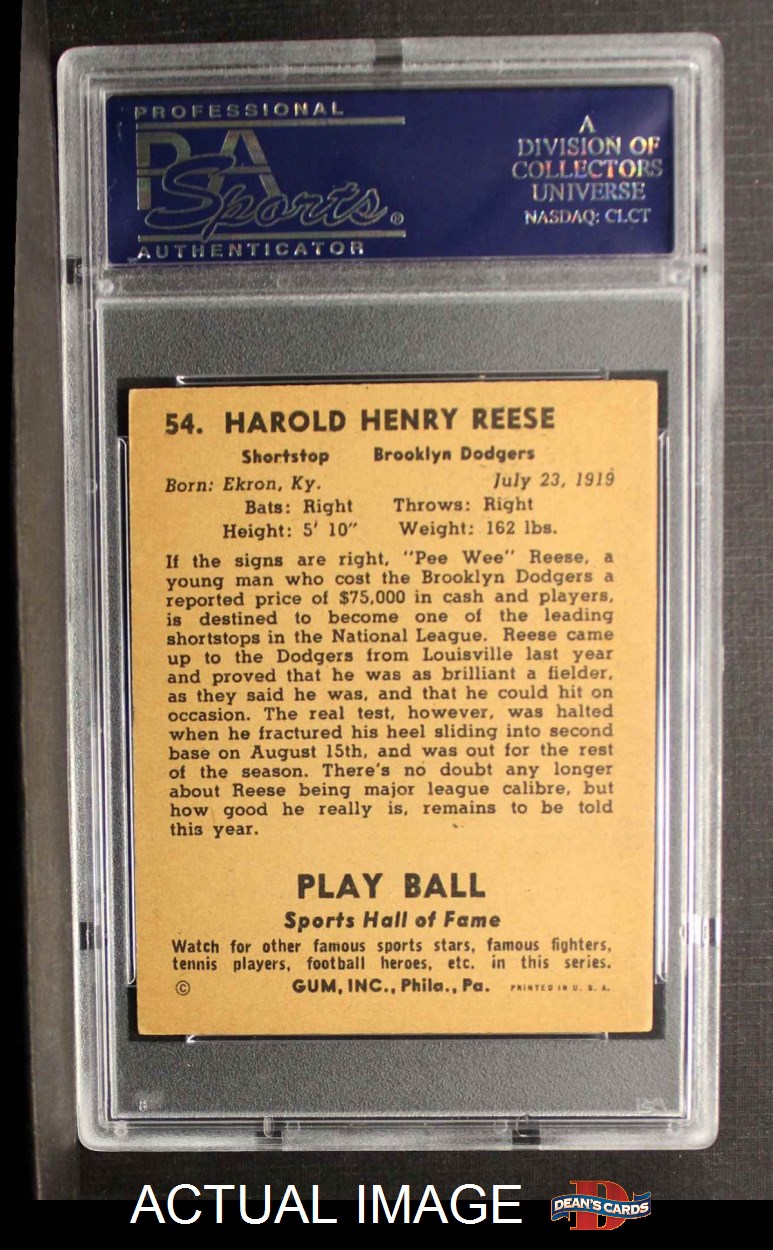 PROFESSIONAL
PSA
Sports®
AUTHENTICATOR
A
DIVISION OF
COLLECTORS
UNIVERSE
NASDAQ: CLCT
54. HAROLD HENRY REESE
Shortstop Brooklyn Dodgers
Born: Ekron, Ky. July 23, 1919
Bats: Right Throws: Right
Height: 5' 10" Weight: 162 lbs.
If the signs are right, "Pee Wee" Reese, a
young man who cost the Brooklyn Dodgers a
reported price of $75,000 in cash and players,
is destined to become one of the leading
shortstops in the National League. Reese came
up to the Dodgers from Louisville last year
and proved that he was as brilliant a fielder,
as they said he was, and that he could hit on
occasion. The real test, however, was halted
when he fractured his heel sliding into second
base on August 15th, and was out for the rest
of the season. There's no doubt any longer
about Reese being major league calibre, but
how good he really is, remains to be told
this year.
PLAY BALL
Sports Hall of Fame
Watch for other famous sports stars, famous fighters,
tennis players, football heroes, etc. in this series.
© GUM, INC., Phila., Pa. PRINTED IN U. S. A.
PSA
ACTUAL IMAGE
DEAN'S CARDS